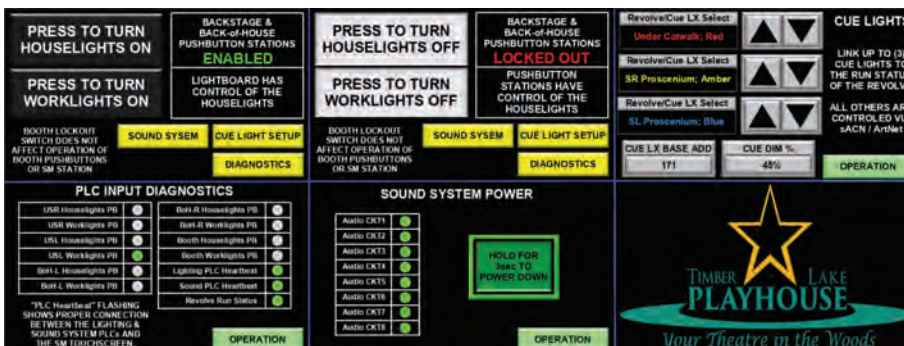 PRESS TO TURN
HOUSELIGHTS ON
BACKSTAGE &
BACK-of-HOUSE
PUSHBUTTON STATIONS
ENABLED
PRESS TO TURN
WORKLIGHTS ON
LIGHTBOARD HAS
CONTROL OF THE
HOUSELIGHTS
BOOTH LOCKOUT
SWITCH DOES NOT
AFFECT OPERATION OF
BOOTH PUSHBUTTONS
OR SM STATION
SOUND SYSEM
CUE LIGHT SETUP
DIAGNOSTICS
PRESS TO TURN
HOUSELIGHTS OFF
BACKSTAGE &
BACK-of-HOUSE
PUSHBUTTON STATIONS
LOCKED OUT
PRESS TO TURN
WORKLIGHTS OFF
PUSHBUTTON
STATIONS HAVE
CONTROL OF THE
HOUSELIGHTS
BOOTH LOCKOUT
SWITCH DOES NOT
AFFECT OPERATION OF
BOOTH PUSHBUTTONS
OR SM STATION
SOUND SYSEM
CUE LIGHT SETUP
DIAGNOSTICS
Revolve/Cue LX Select
Under Catwalk; Red
Revolve/Cue LX Select
SR Proscenium; Amber
Revolve/Cue LX Select
SL Proscenium; Blue
CUE LX BASE ADD
171
CUE DIM %
48%
CUE LIGHTS
LINK UP TO (3)
CUE LIGHTS TO
THE RUN STATU
OF THE REVOLV
ALL OTHERS AR
CONTROLED VI
sACN / ArtNet
OPERATION
PLC INPUT DIAGNOSTICS
USR Houselights PB
USR Worklights PB
USL Houselights PB
USL Worklights PB
BoH-L Houselights PB
BoH-L Worklights PB
BoH-R Houselights PB
BoH-R Worklights PB
Booth Houselights PB
Booth Worklights PB
Lighting PLC Heartbeat
Sound PLC Heartbeat
Revolve Run Status
"PLC Heartbeat" FLASHING
SHOWS PROPER CONNECTION
BETWEEN THE LIGHTING &
SOUND SYSTEM PLCs AND
THE SM TOUCHSCREEN
OPERATION
SOUND SYSTEM POWER
Audio CKT1
Audio CKT2
Audio CKT3
Audio CKT4
Audio CKT5
Audio CKT6
Audio CKT7
Audio CKT8
HOLD FOR
3sec TO
POWER DOWN
OPERATION
TIMBER LAKE
PLAYHOUSE
Your Theatre in the Woods